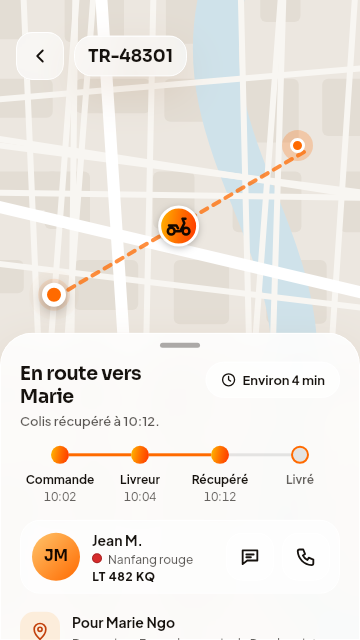 TR-48301
En route vers
Marie
Environ 4 min
Colis récupéré à 10:12.
Commande Livreur Récupéré Livré
10:02 10:04 10:12
JM
Jean M.
Nanfang rouge
LT 482 KQ
Pour Marie Ngo